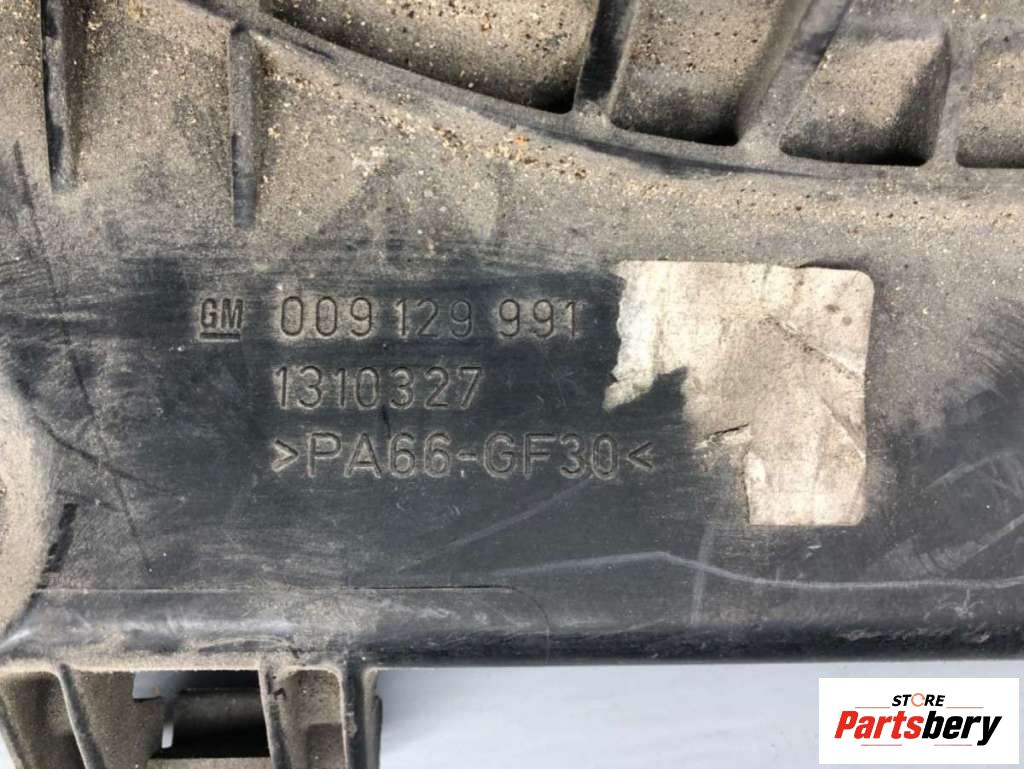 GM 009 129 991
1310327
>PA66-GF30<
STORE
Partsbery